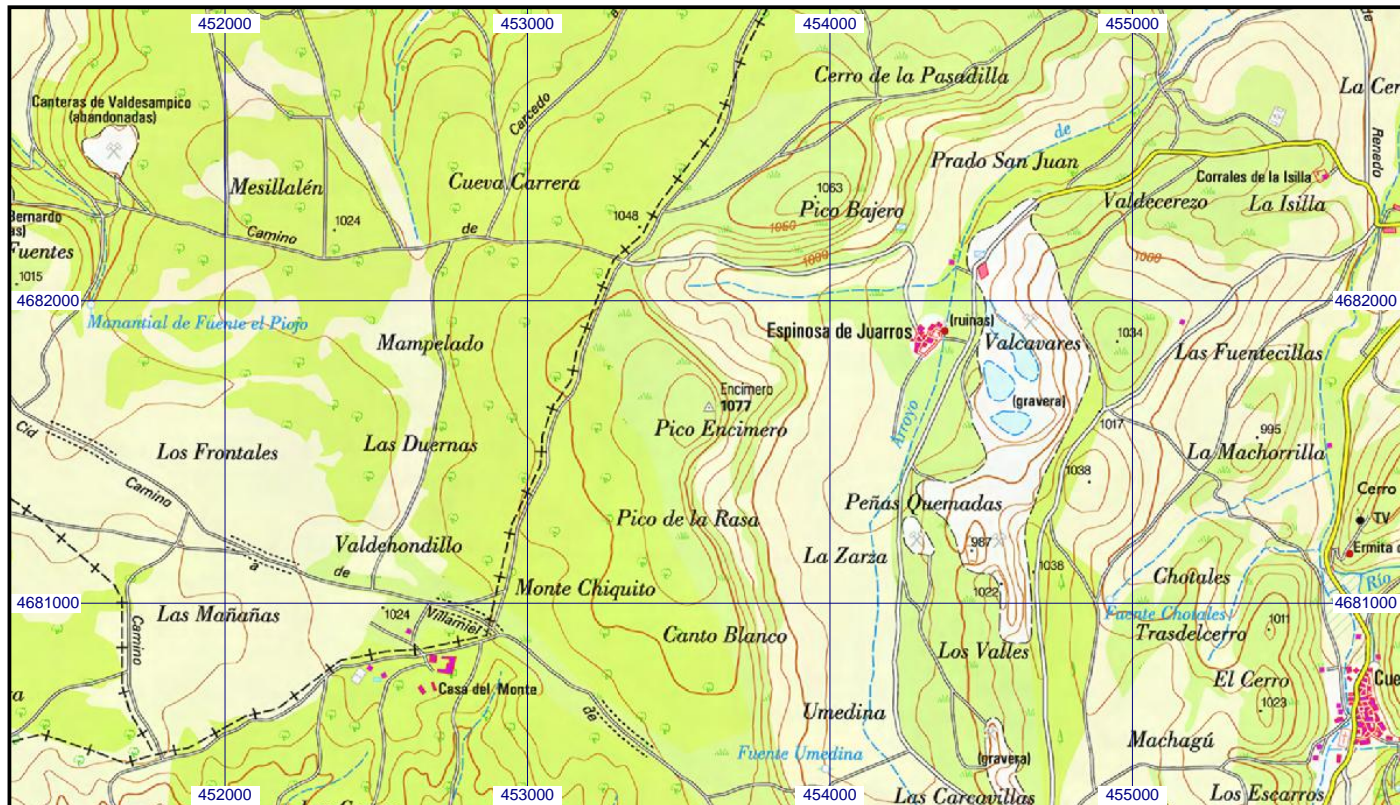 452000
453000
454000
455000
de
Cerro de la Pasadilla
La Cer
Canteras de Valdesampico
(abandonadas)
Carcedo
de
Renedo
Prado San Juan
Mesillalén
Cueva Carrera
1063
Corrales de la Isilla
Pico Bajero
Valdecerezo
La Isilla
Bernardo
as)
1024
1048
Camino
de
1050
Fuentes
1000
1000
1015
4682000
4682000
Manantial de Fuente el Piojo
Espinosa de Juarros
(ruinas)
Mampelado
Valcavares
1034
Las Fuentecillas
Encimero
1077
(gravera)
Arroyo
Cid
Pico Encimero
1017
995
Los Frontales
Las Duernas
La Machorrilla
1038
Camino
Cerro
Peñas Quemadas
Pico de la Rasa
TV
Valdehondillo
987
La Zarza
Ermita d
a
de
1038
Chotales
Río
Monte Chiquito
1022
4681000
4681000
Las Mañanas
1024
Villamiel
Fuente Chotales
Camino
Canto Blanco
Trasdelcerro
1011
Los Valles
El Cerro
Cue
Casa del Monte
a
de
Umedina
1023
Machagú
Fuente Umedina
(gravera)
Las Carcavillas
Los Escarros
452000
453000
454000
455000